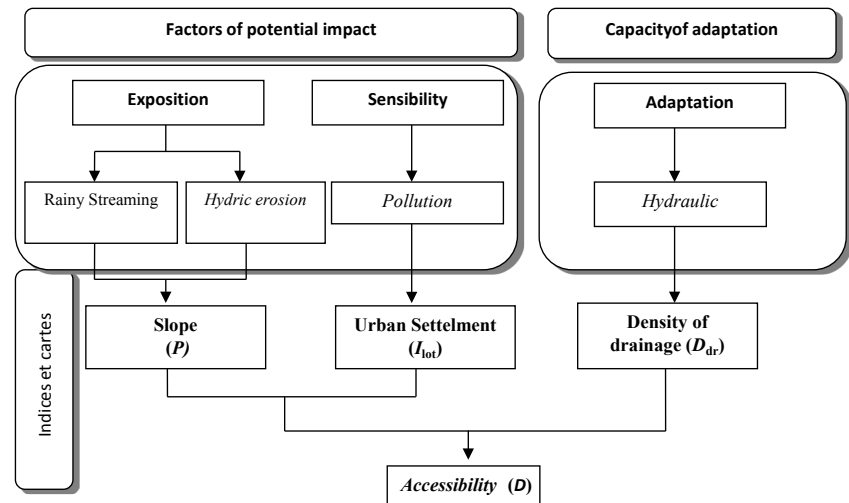 Factors of potential impact
Capacityof adaptation
Exposition
Sensibility
Adaptation
Rainy Streaming
Hydric erosion
Pollution
Hydraulic
Indices et cartes
Slope
(P)
Urban Settelment
(Ilot)
Density of
drainage (Ddr)
Accessibility (D)